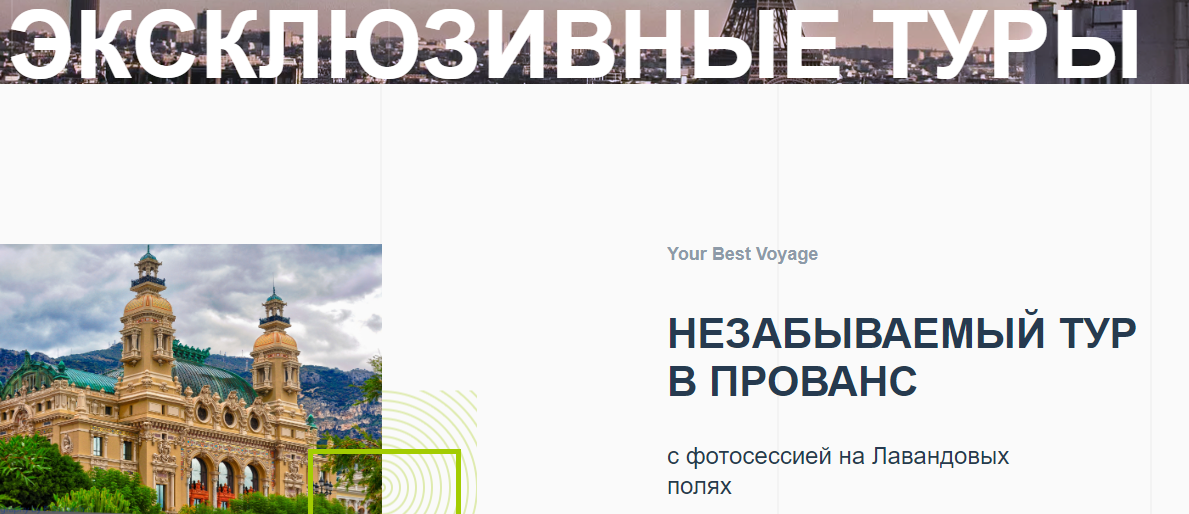 ЭКСКЛЮЗИВНЫЕ ТУРЫ
Your Best Voyage
НЕЗАБЫВАЕМЫЙ ТУР
В ПРОВАНС
с фотосессией на Лавандовых
полях